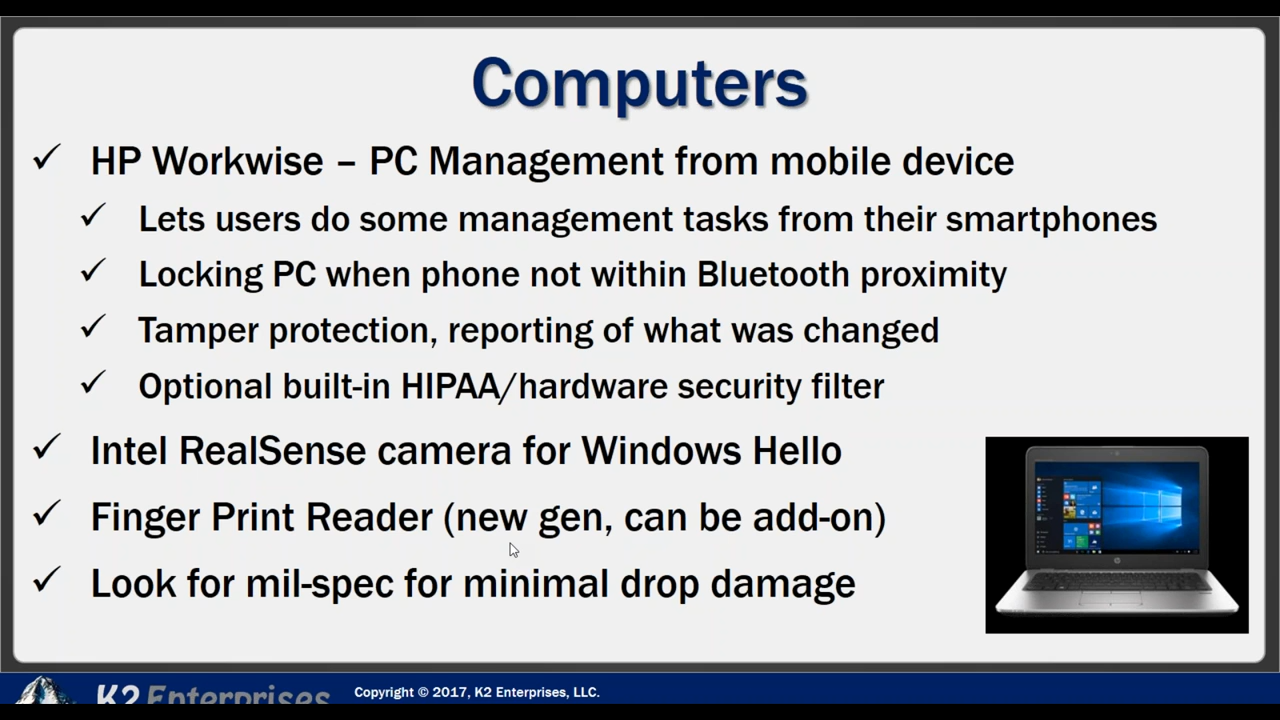 Computers
✓ HP Workwise – PC Management from mobile device
✓ Lets users do some management tasks from their smartphones
✓ Locking PC when phone not within Bluetooth proximity
✓ Tamper protection, reporting of what was changed
✓ Optional built-in HIPAA/hardware security filter
✓ Intel RealSense camera for Windows Hello
✓ Finger Print Reader (new gen, can be add-on)
✓ Look for mil-spec for minimal drop damage
K2 Enterprises
Copyright © 2017, K2 Enterprises, LLC.